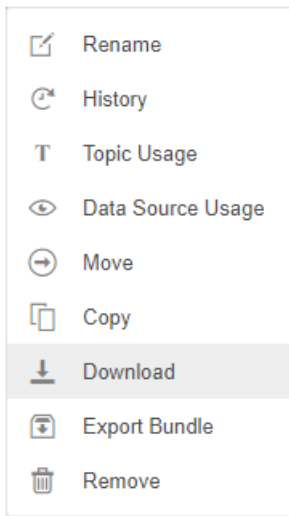 Rename
History
Topic Usage
Data Source Usage
Move
Copy
Download
Export Bundle
Remove